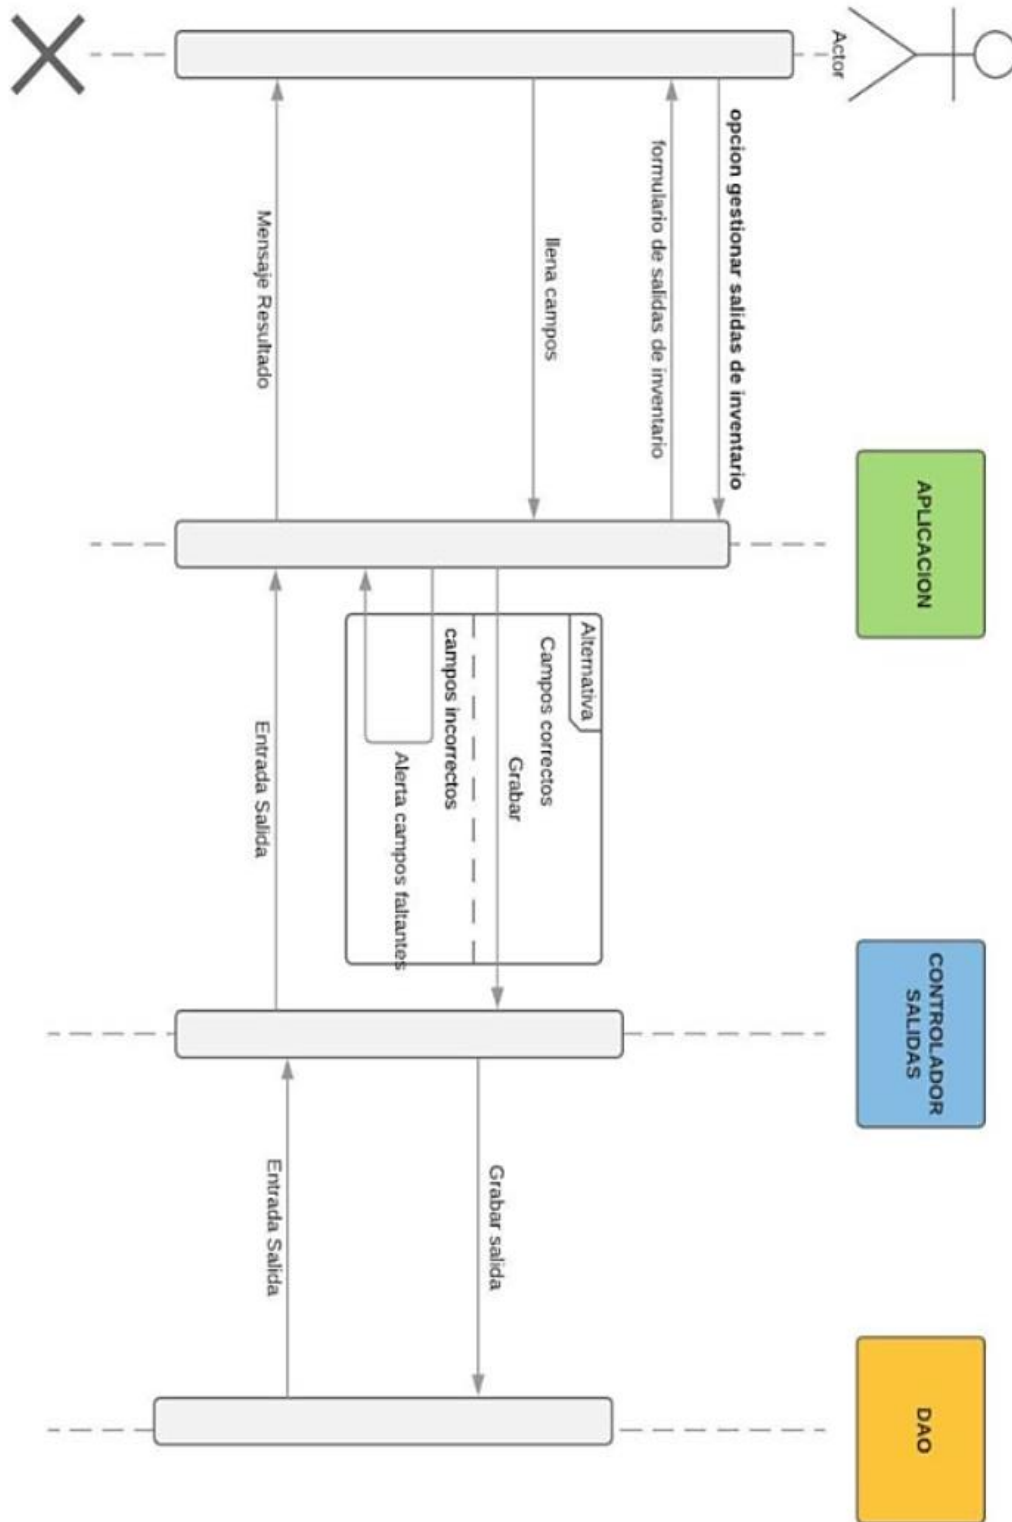 Actor
APLICACION
CONTROLADOR
SALIDAS
DAO
opcion gestionar salidas de inventario
formulario de salidas de inventario
llena campos
Alternativa
Campos correctos
Grabar
Grabar salida
campos incorrectos
Alerta campos faltantes
Entrada Salida
Entrada Salida
Mensaje Resultado